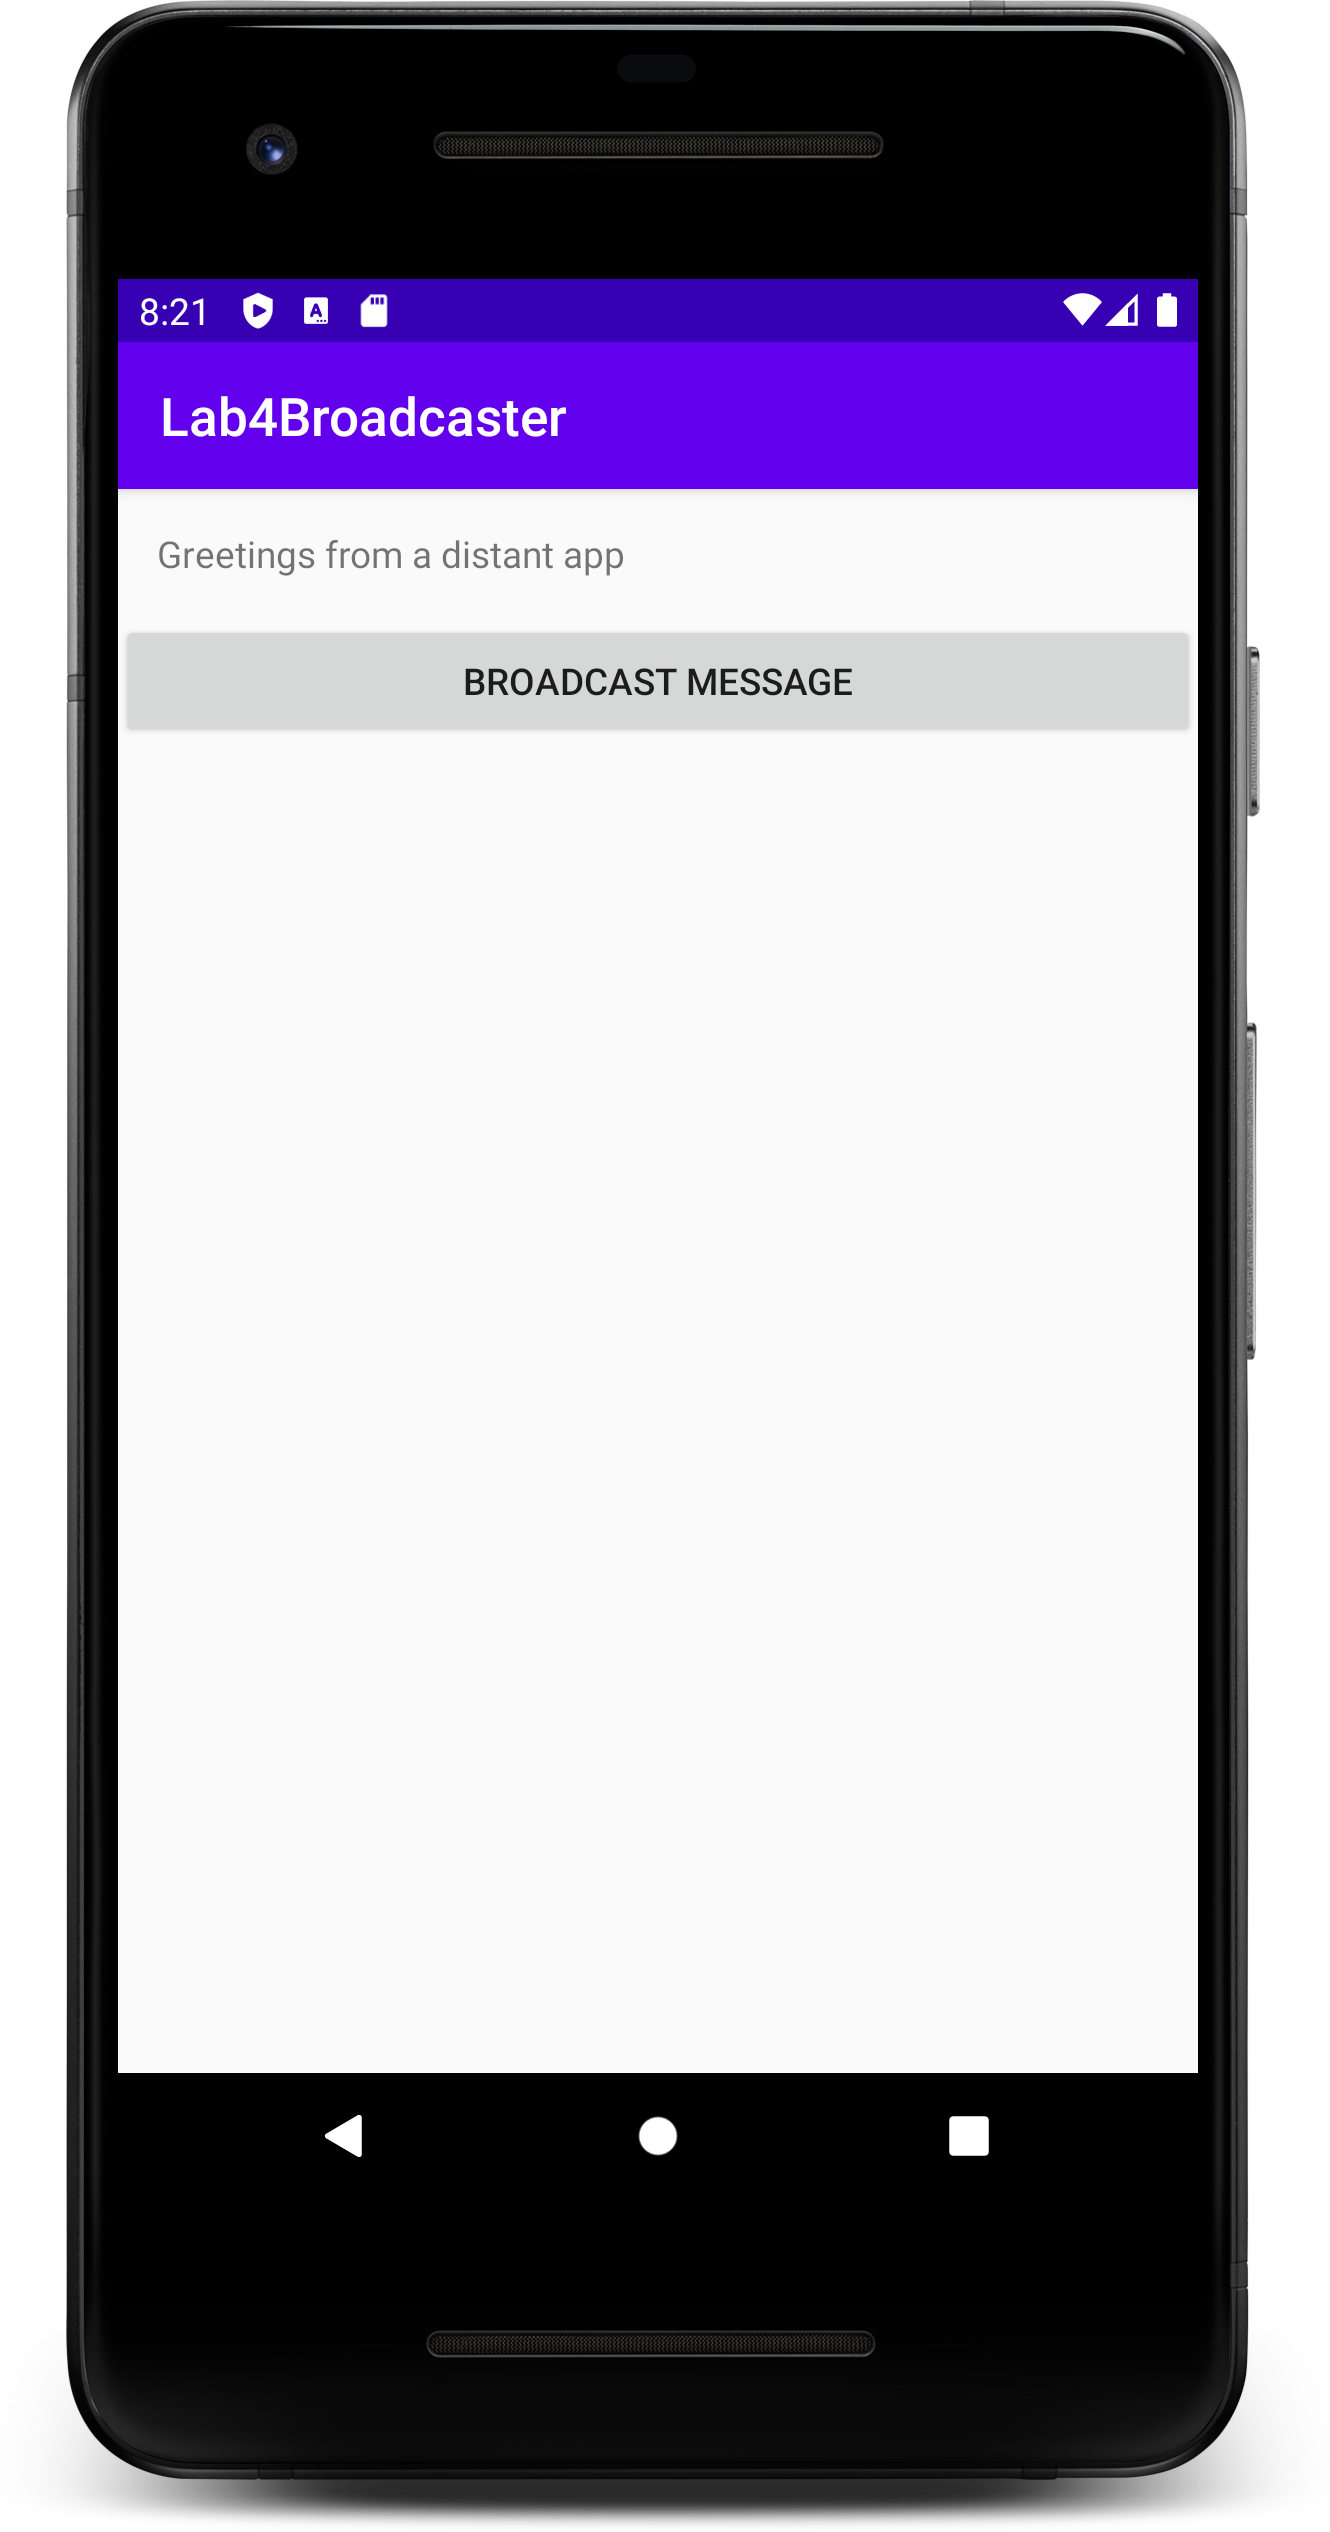 8:21
Lab4Broadcaster
Greetings from a distant app
BROADCAST MESSAGE